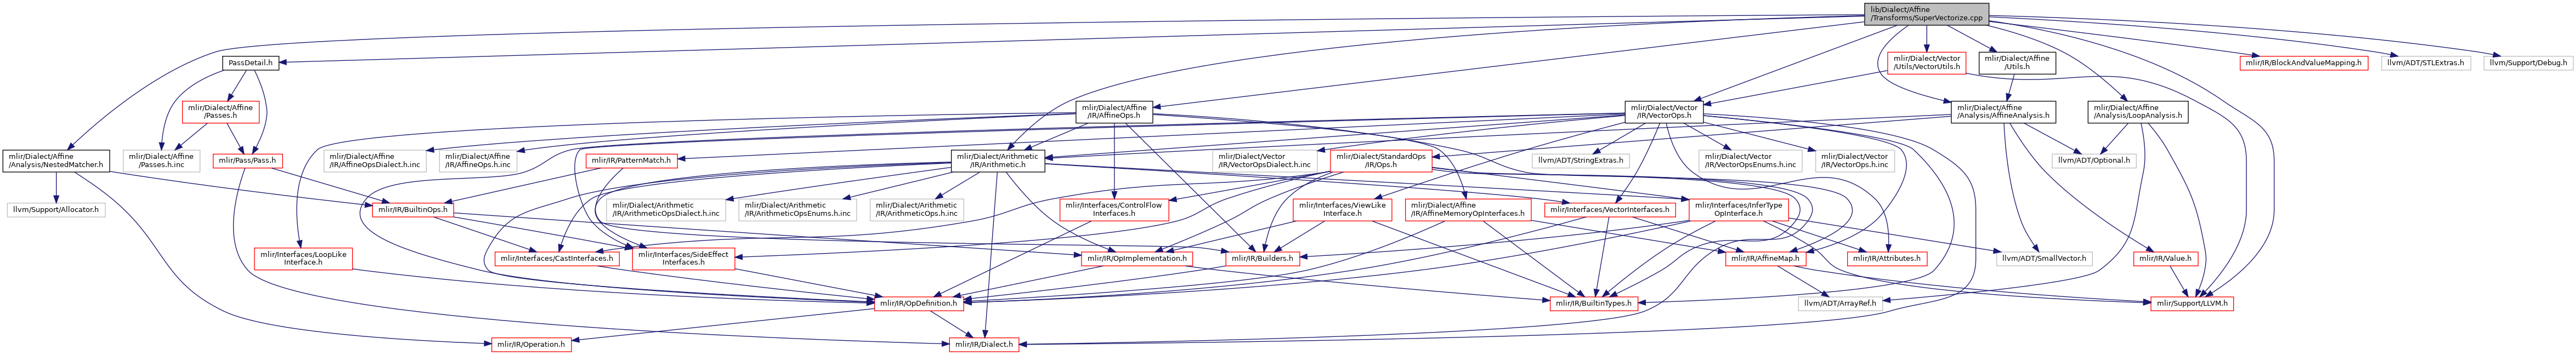 lib/Dialect/Affine
/Transforms/SuperVectorize.cpp
PassDetail.h
mlir/Dialect/Vector
/Utils/VectorUtils.h
mlir/Dialect/Affine
/Utils.h
mlir/IR/BlockAndValueMapping.h
llvm/ADT/STLExtras.h
llvm/Support/Debug.h
mlir/Dialect/Affine
/Passes.h
mlir/Dialect/Affine
/IR/AffineOps.h
mlir/Dialect/Vector
/IR/VectorOps.h
mlir/Dialect/Affine
/Analysis/AffineAnalysis.h
mlir/Dialect/Affine
/Analysis/LoopAnalysis.h
mlir/Dialect/Affine
/Analysis/NestedMatcher.h
mlir/Dialect/Affine
/Passes.h.inc
mlir/Pass/Pass.h
mlir/Dialect/Affine
/IR/AffineOpsDialect.h.inc
mlir/Dialect/Affine
/IR/AffineOps.h.inc
mlir/IR/PatternMatch.h
mlir/Dialect/Arithmetic
/IR/Arithmetic.h
mlir/Dialect/Vector
/IR/VectorOpsDialect.h.inc
mlir/Dialect/StandardOps
/IR/Ops.h
llvm/ADT/StringExtras.h
mlir/Dialect/Vector
/IR/VectorOpsEnums.h.inc
mlir/Dialect/Vector
/IR/VectorOps.h.inc
llvm/ADT/Optional.h
llvm/Support/Allocator.h
mlir/IR/BuiltinOps.h
mlir/Dialect/Arithmetic
/IR/ArithmeticOpsDialect.h.inc
mlir/Dialect/Arithmetic
/IR/ArithmeticOpsEnums.h.inc
mlir/Dialect/Arithmetic
/IR/ArithmeticOps.h.inc
mlir/Interfaces/ControlFlow
Interfaces.h
mlir/Interfaces/ViewLike
Interface.h
mlir/Dialect/Affine
/IR/AffineMemoryOpInterfaces.h
mlir/Interfaces/VectorInterfaces.h
mlir/Interfaces/InferType
OpInterface.h
mlir/Interfaces/LoopLike
Interface.h
mlir/Interfaces/CastInterfaces.h
mlir/Interfaces/SideEffect
Interfaces.h
mlir/IR/OpImplementation.h
mlir/IR/Builders.h
mlir/IR/AffineMap.h
mlir/IR/Attributes.h
llvm/ADT/SmallVector.h
mlir/IR/Value.h
mlir/IR/OpDefinition.h
mlir/IR/BuiltinTypes.h
llvm/ADT/ArrayRef.h
mlir/Support/LLVM.h
mlir/IR/Operation.h
mlir/IR/Dialect.h